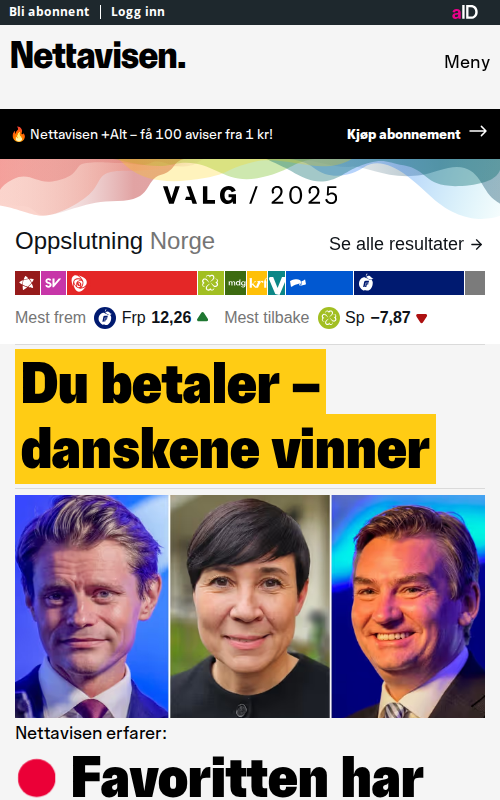 Bli abonnent | Logg inn
aID
Nettavisen.
Meny
🔥 Nettavisen +Alt – få 100 aviser fra 1 kr!
Kjøp abonnement →
VALG / 2025
Oppslutning Norge
Se alle resultater →
SV mdg krf V
Mest frem Frp 12,26 ▲ Mest tilbake Sp −7,87 ▼
Du betaler –
danskene vinner
Nettavisen erfarer:
Favoritten har